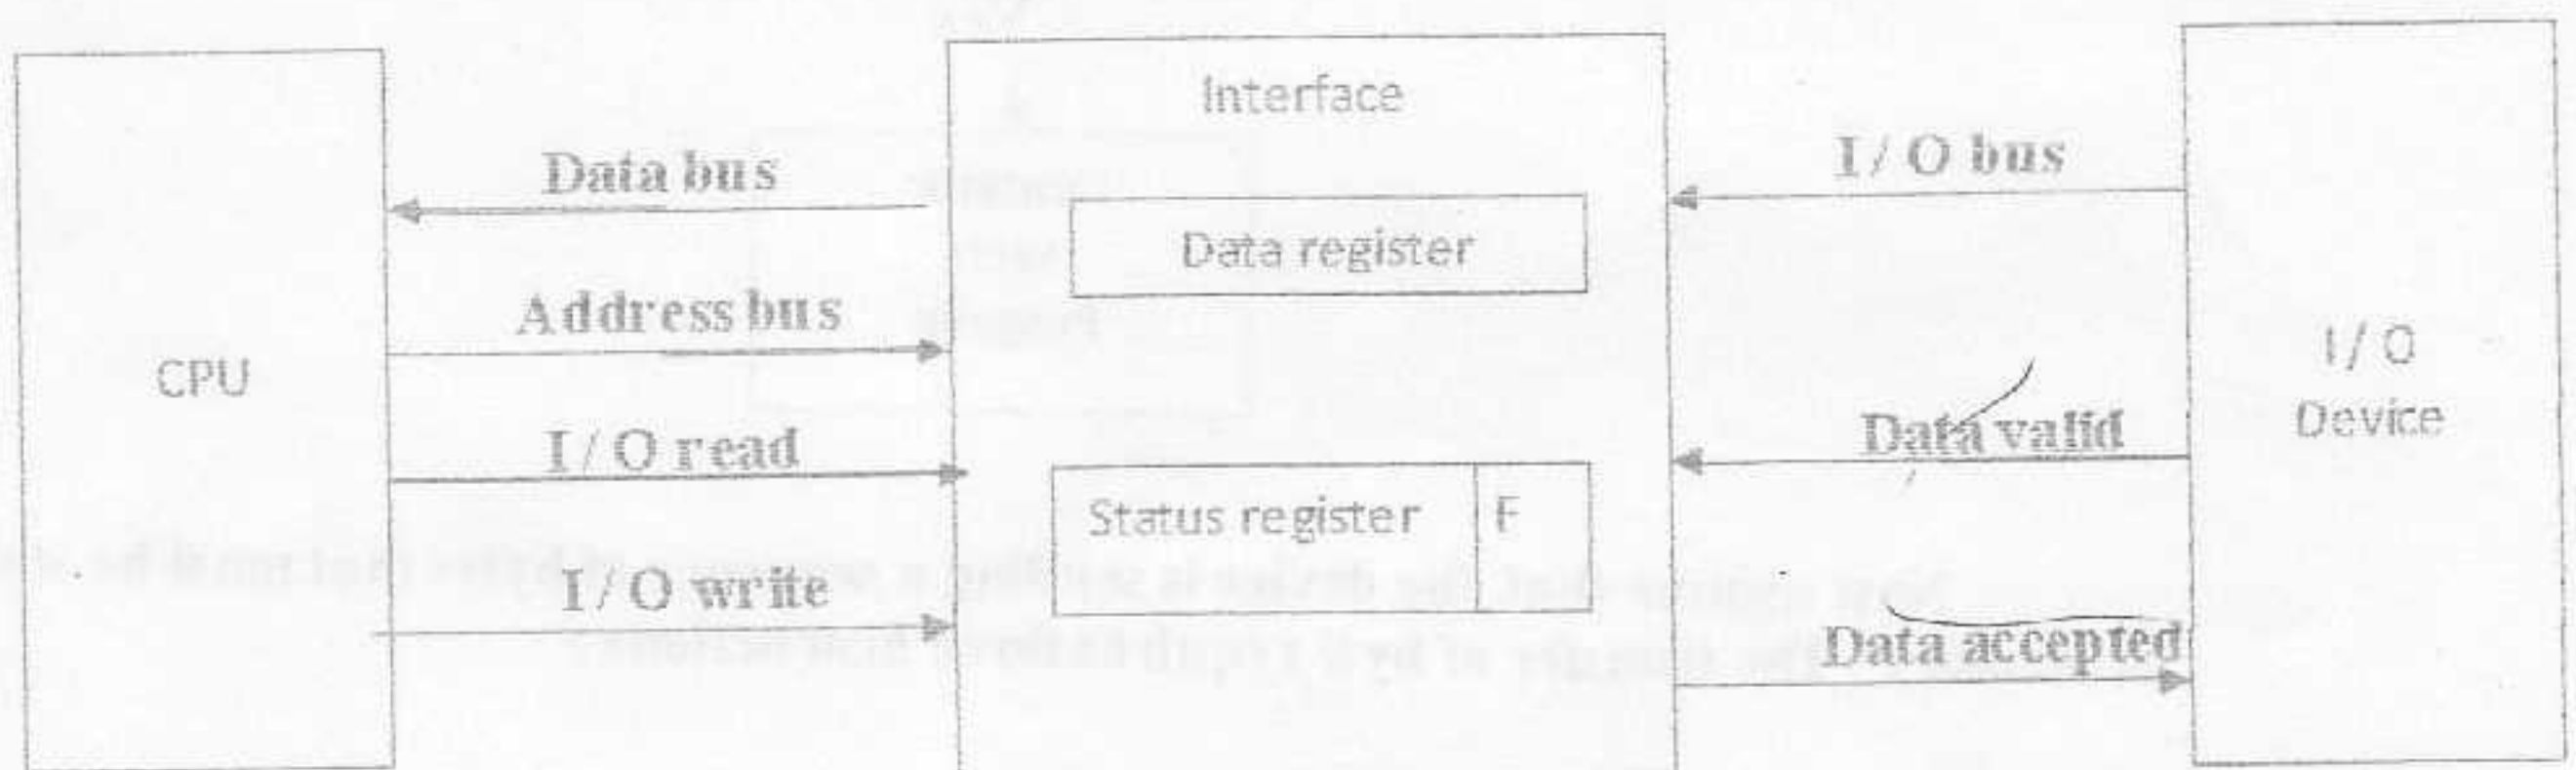 Interface
Data bus
I / O bus
Data register
Address bus
CPU
I / O
Device
I / O read
Data valid
Status register F
I / O write
Data accepted